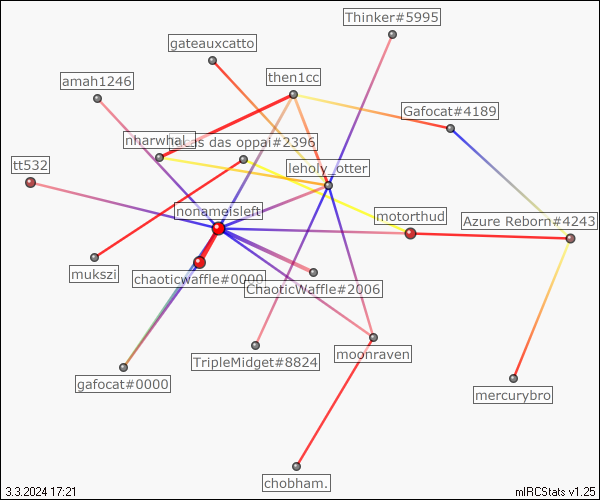 Thinker#5995
gateauxcatto
then1cc
amah1246
Gafocat#4189
nharwhal
das oppai#2396
leholy_otter
tt532
nonameisleft
motorthud
Azure Reborn#4243
mukszi
chaoticwaffle#0000
ChaoticWaffle#2006
TripleMidget#8824
moonraven
gafocat#0000
mercurybro
chobham.
3.3.2024 17:21
mIRCStats v1.25